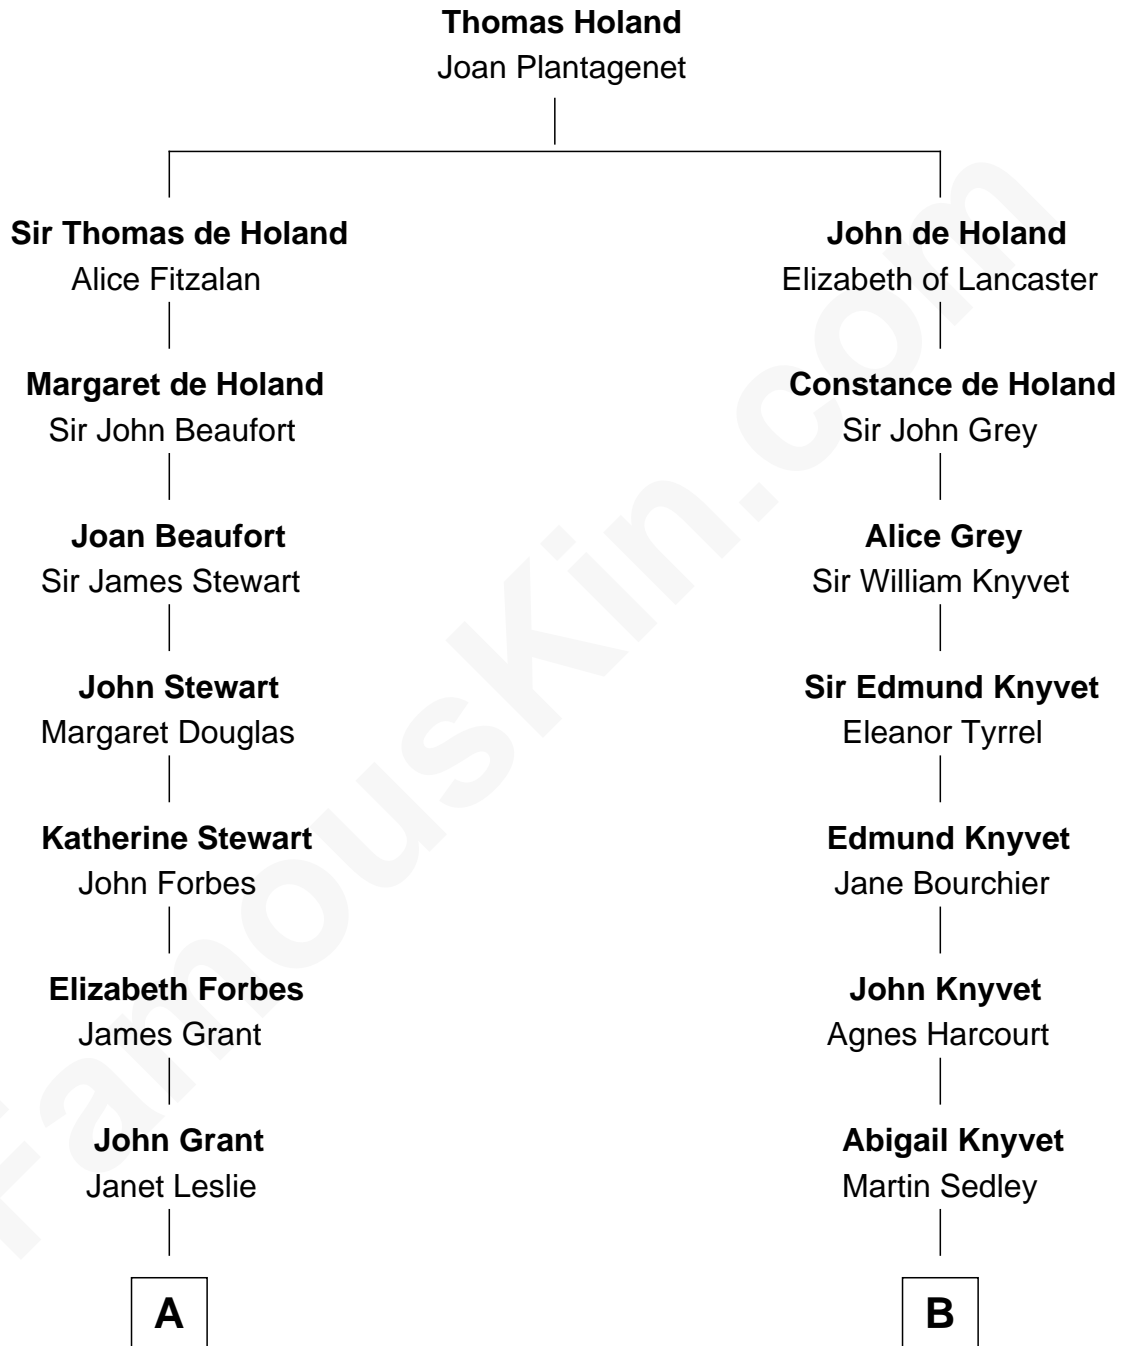 Thomas Holand
Joan Plantagenet
Sir Thomas de Holand
Alice Fitzalan
John de Holand
Elizabeth of Lancaster
Margaret de Holand
Sir John Beaufort
Constance de Holand
Sir John Grey
Joan Beaufort
Sir James Stewart
Alice Grey
Sir William Knyvet
John Stewart
Margaret Douglas
Sir Edmund Knyvet
Eleanor Tyrrel
Katherine Stewart
John Forbes
Edmund Knyvet
Jane Bourchier
Elizabeth Forbes
James Grant
John Knyvet
Agnes Harcourt
John Grant
Janet Leslie
Abigail Knyvet
Martin Sedley
A
B
FamousKin.com